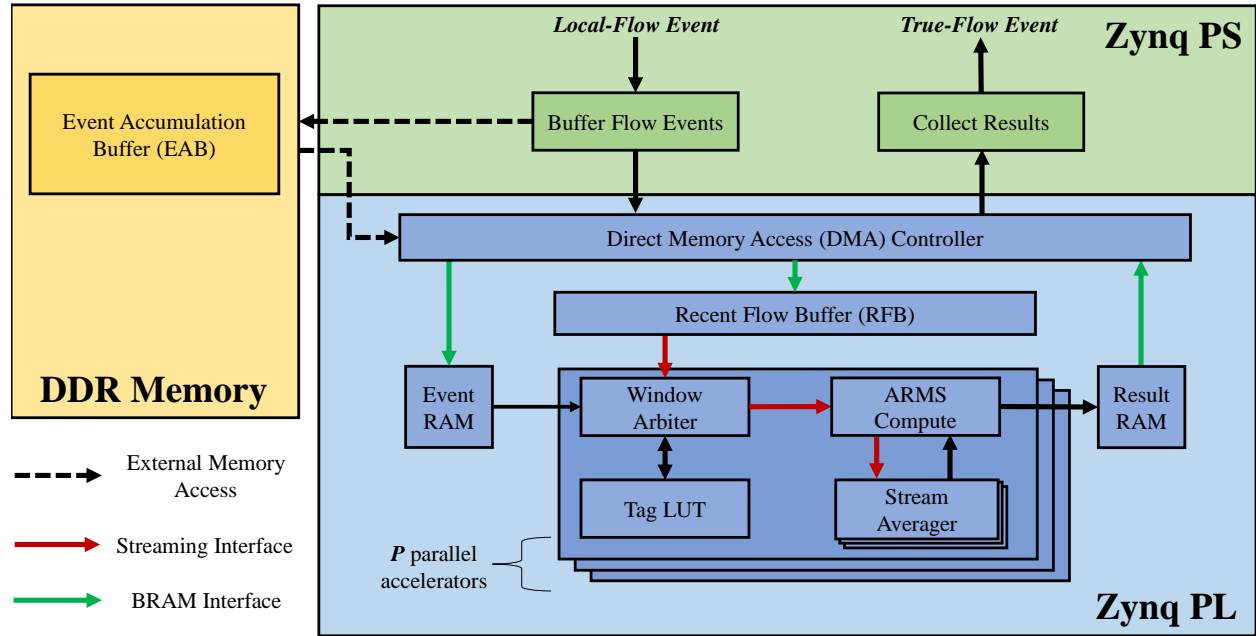 Local-Flow Event
True-Flow Event
Zynq PS
Event Accumulation
Buffer (EAB)
Buffer Flow Events
Collect Results
Direct Memory Access (DMA) Controller
Recent Flow Buffer (RFB)
DDR Memory
Event
RAM
Window
Arbiter
ARMS
Compute
Result
RAM
External Memory
Access
Tag LUT
Stream
Averager
Streaming Interface
P parallel
accelerators
BRAM Interface
Zynq PL